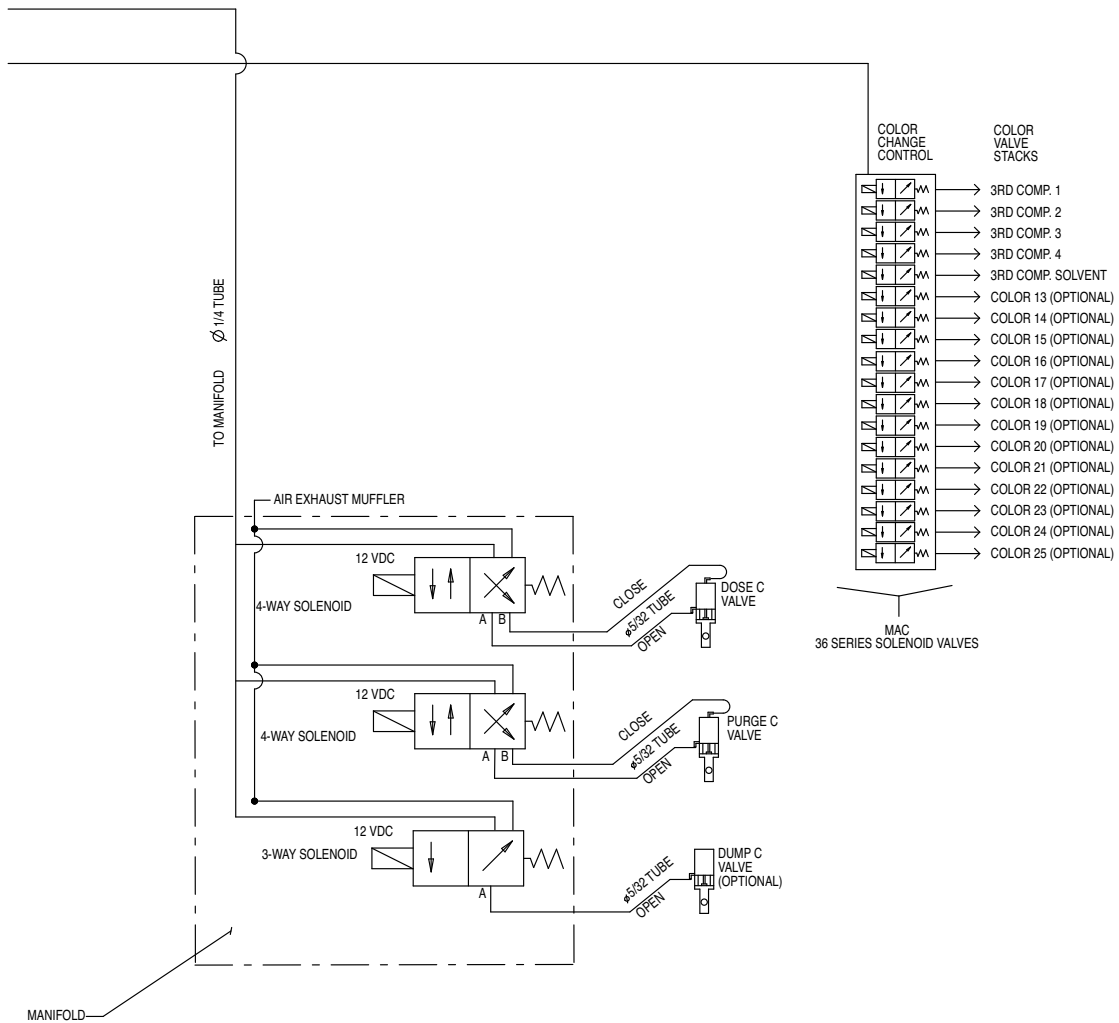 COLOR
CHANGE
CONTROL
COLOR
VALVE
STACKS
3RD COMP. 1
3RD COMP. 2
3RD COMP. 3
3RD COMP. 4
3RD COMP. SOLVENT
COLOR 13 (OPTIONAL)
COLOR 14 (OPTIONAL)
COLOR 15 (OPTIONAL)
COLOR 16 (OPTIONAL)
COLOR 17 (OPTIONAL)
COLOR 18 (OPTIONAL)
COLOR 19 (OPTIONAL)
COLOR 20 (OPTIONAL)
COLOR 21 (OPTIONAL)
COLOR 22 (OPTIONAL)
COLOR 23 (OPTIONAL)
COLOR 24 (OPTIONAL)
COLOR 25 (OPTIONAL)
MAC
36 SERIES SOLENOID VALVES
TO MANIFOLD Ø 1/4 TUBE
AIR EXHAUST MUFFLER
12 VDC
4-WAY SOLENOID
A B
CLOSE
ø5/32 TUBE
OPEN
DOSE C
VALVE
12 VDC
4-WAY SOLENOID
A B
CLOSE
ø5/32 TUBE
OPEN
PURGE C
VALVE
12 VDC
3-WAY SOLENOID
A
ø5/32 TUBE
OPEN
DUMP C
VALVE
(OPTIONAL)
MANIFOLD